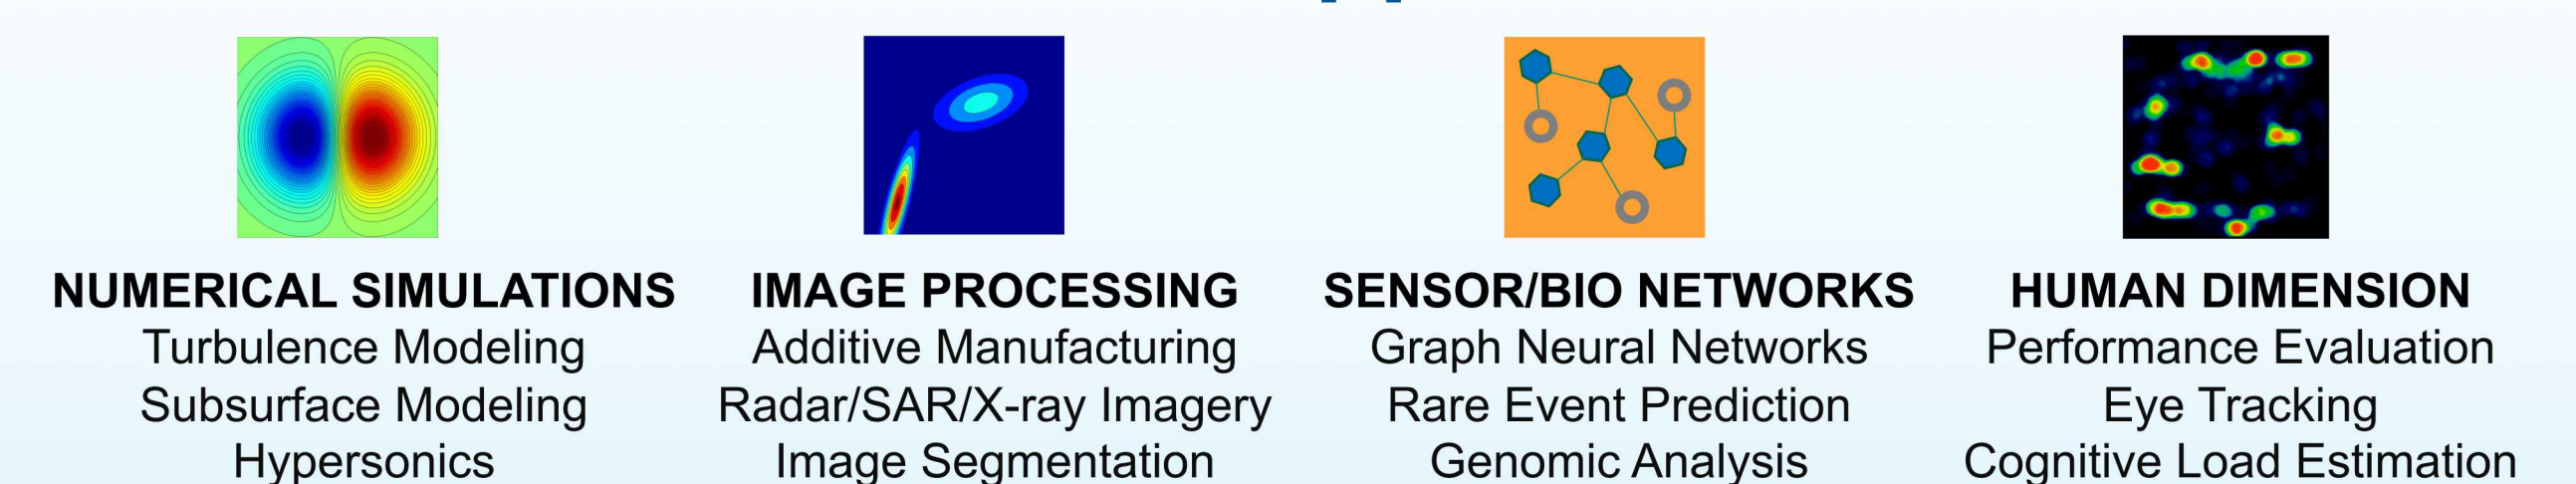 NUMERICAL SIMULATIONS
Turbulence Modeling
Subsurface Modeling
Hypersonics
IMAGE PROCESSING
Additive Manufacturing
Radar/SAR/X-ray Imagery
Image Segmentation
SENSOR/BIO NETWORKS
Graph Neural Networks
Rare Event Prediction
Genomic Analysis
HUMAN DIMENSION
Performance Evaluation
Eye Tracking
Cognitive Load Estimation